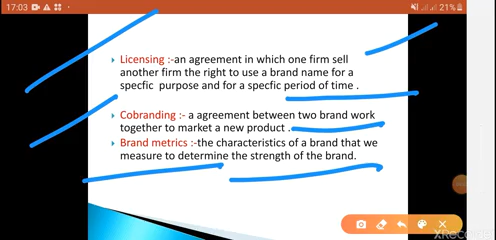 17:03
21%
Licensing :-an agreement in which one firm sell
another firm the right to use a brand name for a
specfic purpose and for a specfic period of time .
Cobranding :- a agreement between two brand work
together to market a new product .
Brand metrics :-the characteristics of a brand that we
measure to determine the strength of the brand.